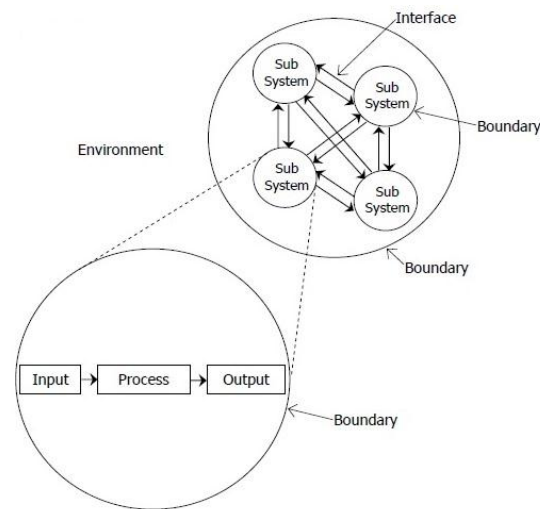 Interface
Sub
System
Sub
System
Boundary
Environment
Sub
System
Sub
System
Boundary
Input
Process
Output
Boundary